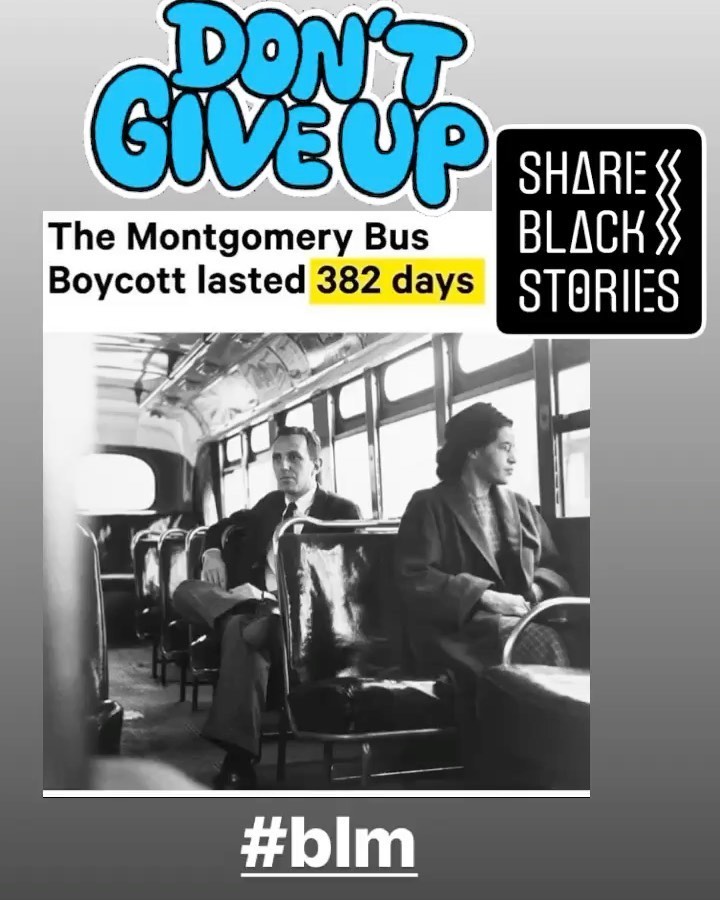 DON'T
GIVE UP
SHARE
BLACK
STORIES
The Montgomery Bus
Boycott lasted 382 days
#blm